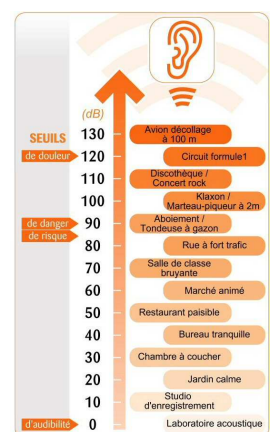 (dB)
SEUILS
130
Avion décollage
à 100 m
de douleur
120
Circuit formule1
110
Discothèque /
Concert rock
100
Klaxon /
Marteau-piqueur à 2m
de danger
90
Aboiement /
Tondeuse à gazon
de risque
80
Rue à fort trafic
70
Salle de classe
bruyante
60
Marché animé
50
Restaurant paisible
40
Bureau tranquille
30
Chambre à coucher
20
Jardin calme
10
Studio
d'enregistrement
d'audibilité
0
Laboratoire acoustique